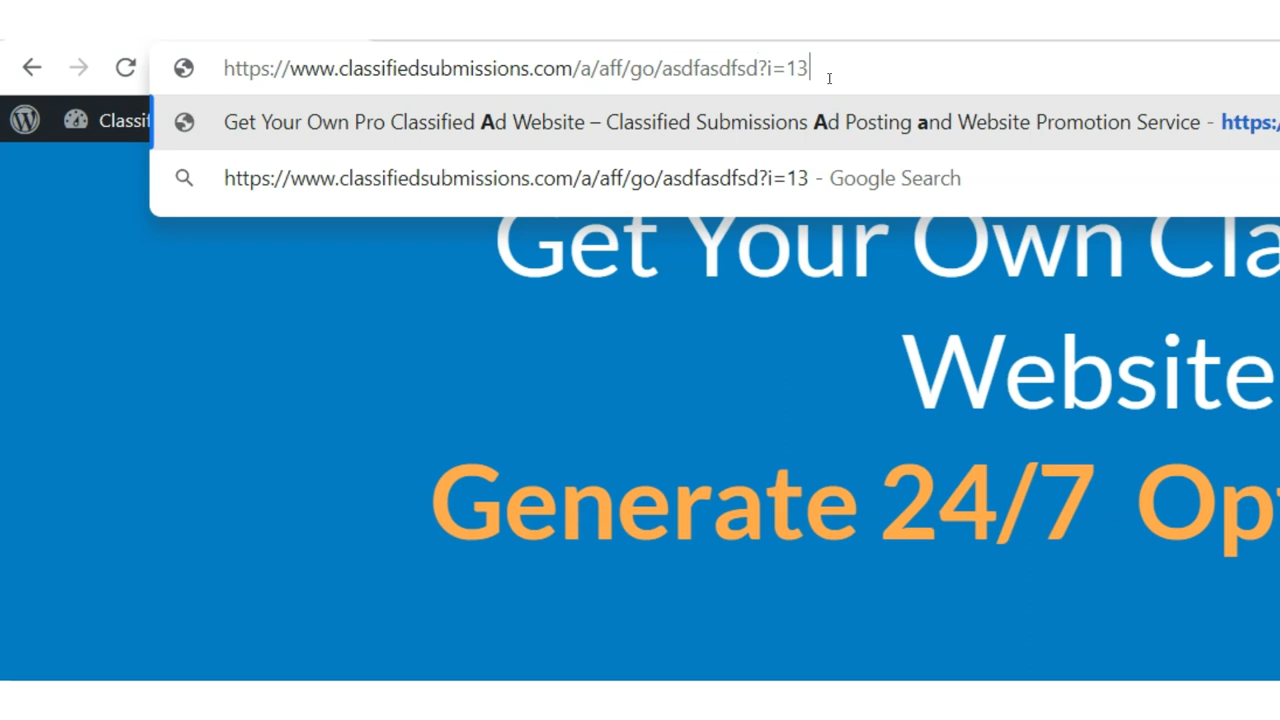 https://www.classifiedsubmissions.com/a/aff/go/asdfasdfsd?i=13
Classif
Get Your Own Pro Classified Ad Website – Classified Submissions Ad Posting and Website Promotion Service - https:/
https://www.classifiedsubmissions.com/a/aff/go/asdfasdfsd?i=13 - Google Search
Get Your Own Cla
Website
Generate 24/7 Opt